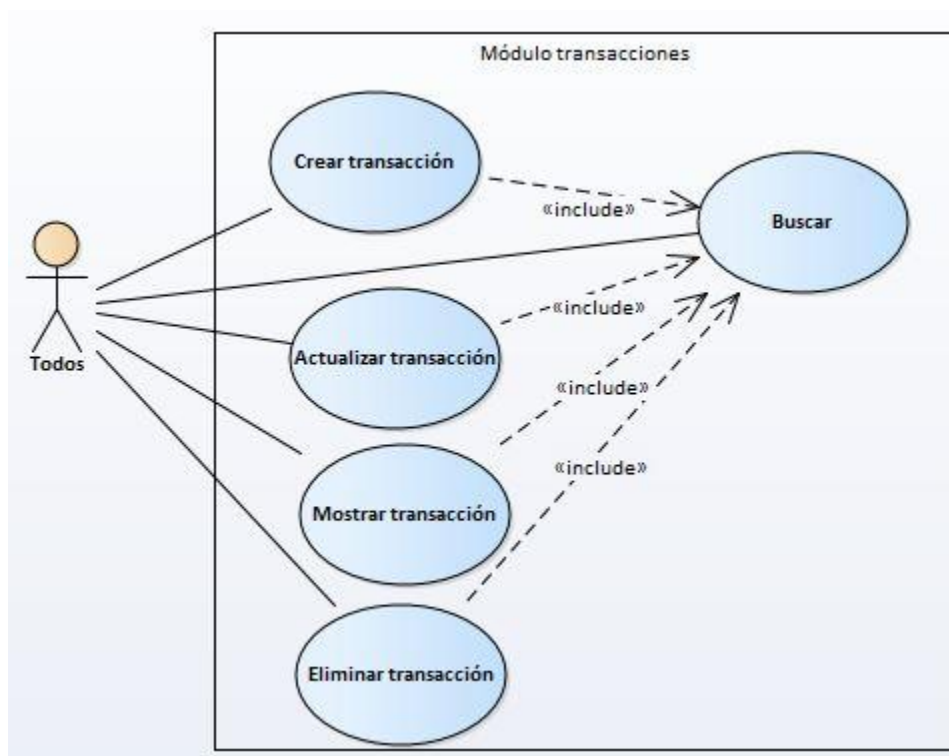 Módulo transacciones
Crear transacción
«include»
Buscar
«include»
Todos
Actualizar transacción
«include»
«include»
Mostrar transacción
Eliminar transacción